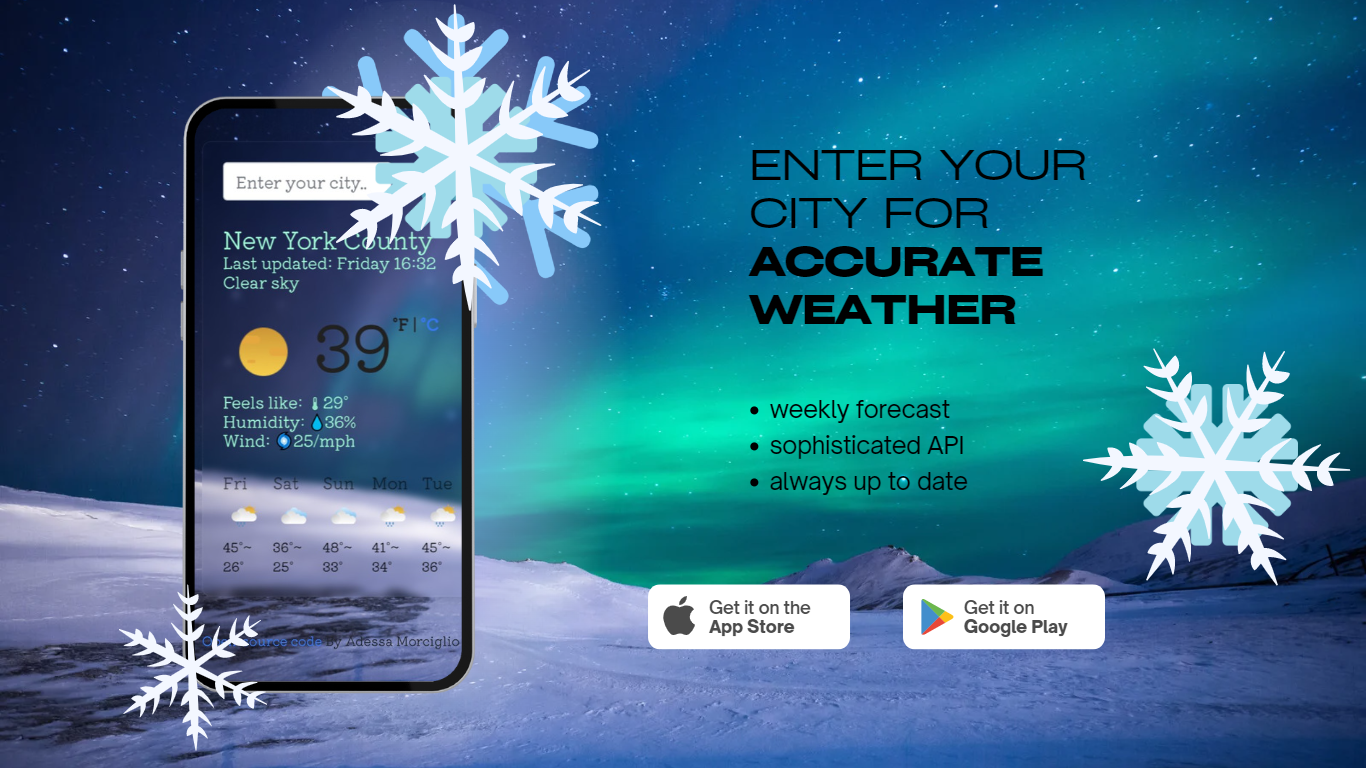 Enter your city..
New York County
Last updated: Friday 16:32
Clear sky
39 °F | °C
Feels like: 29°
Humidity: 36%
Wind: 25/mph
Fri Sat Sun Mon Tue
45°~ 36°~ 48°~ 41°~ 45°~
26° 25° 33° 34° 36°
source code by Adessa Morciglio
ENTER YOUR
CITY FOR
ACCURATE
WEATHER
• weekly forecast
• sophisticated API
• always up to date
Get it on the
App Store
Get it on
Google Play